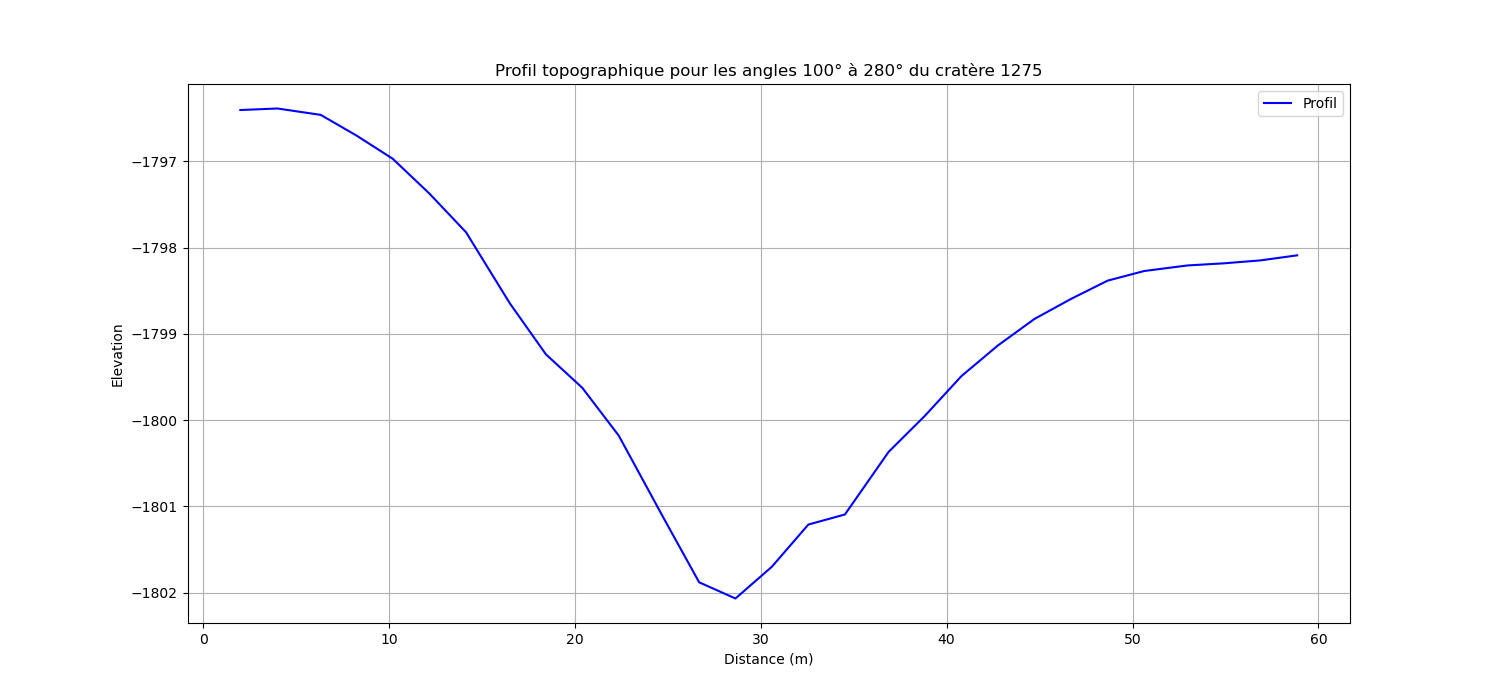 Profil topographique pour les angles 100° à 280° du cratère 1275
Profil
−1797
−1798
−1799
−1800
−1801
−1802
Elevation
0 10 20 30 40 50 60
Distance (m)